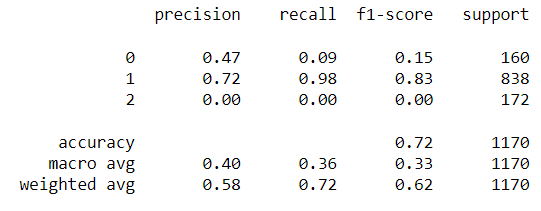 precision recall f1-score support
0 0.47 0.09 0.15 160
1 0.72 0.98 0.83 838
2 0.00 0.00 0.00 172
accuracy 0.72 1170
macro avg 0.40 0.36 0.33 1170
weighted avg 0.58 0.72 0.62 1170